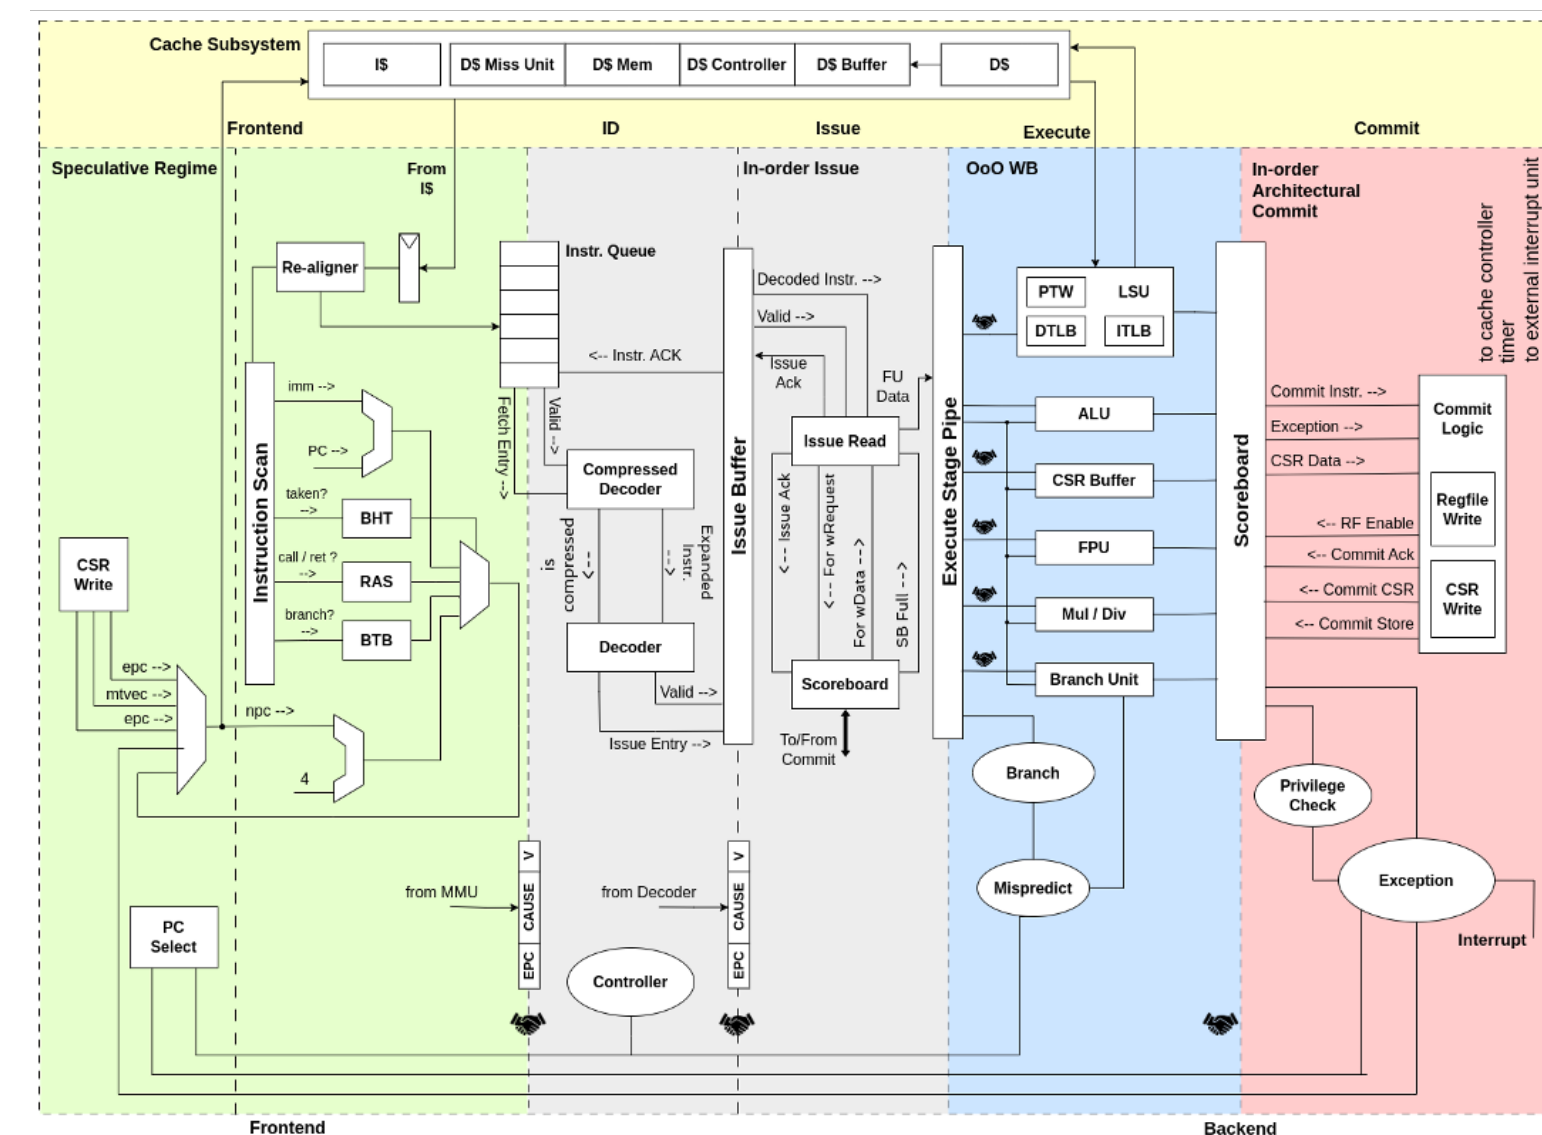 Cache Subsystem
I$
D$ Miss Unit
D$ Mem
D$ Controller
D$ Buffer
D$
Frontend
ID
Issue
Execute
Commit
Speculative Regime
From
I$
In-order Issue
OoO WB
In-order
Architectural
Commit
to cache controller
timer
to external interrupt unit
Re-aligner
Instr. Queue
Decoded Instr. -->
Valid -->
<-- Instr. ACK
Issue
Ack
FU
Data
PTW
LSU
DTLB
ITLB
Instruction Scan
imm -->
PC -->
taken?
-->
BHT
call / ret ?
-->
RAS
branch?
-->
BTB
CSR
Write
epc -->
mtvec -->
epc -->
npc -->
4
Fetch Entry -->
Valid -->
Compressed
Decoder
is
compressed
<--
Expanded
Instr.
-->
Decoder
Valid -->
Issue Entry -->
Issue Buffer
Issue Read
<-- Issue Ack
<-- For wRequest
For wData -->
SB Full -->
Scoreboard
To/From
Commit
Execute Stage Pipe
ALU
CSR Buffer
FPU
Mul / Div
Branch Unit
Scoreboard
Commit Instr. -->
Exception -->
CSR Data -->
<-- RF Enable
<-- Commit Ack
<-- Commit CSR
<-- Commit Store
Commit
Logic
Regfile
Write
CSR
Write
Branch
Mispredict
Privilege
Check
Exception
Interrupt
from MMU
V
CAUSE
EPC
from Decoder
V
CAUSE
EPC
PC
Select
Controller
Frontend
Backend